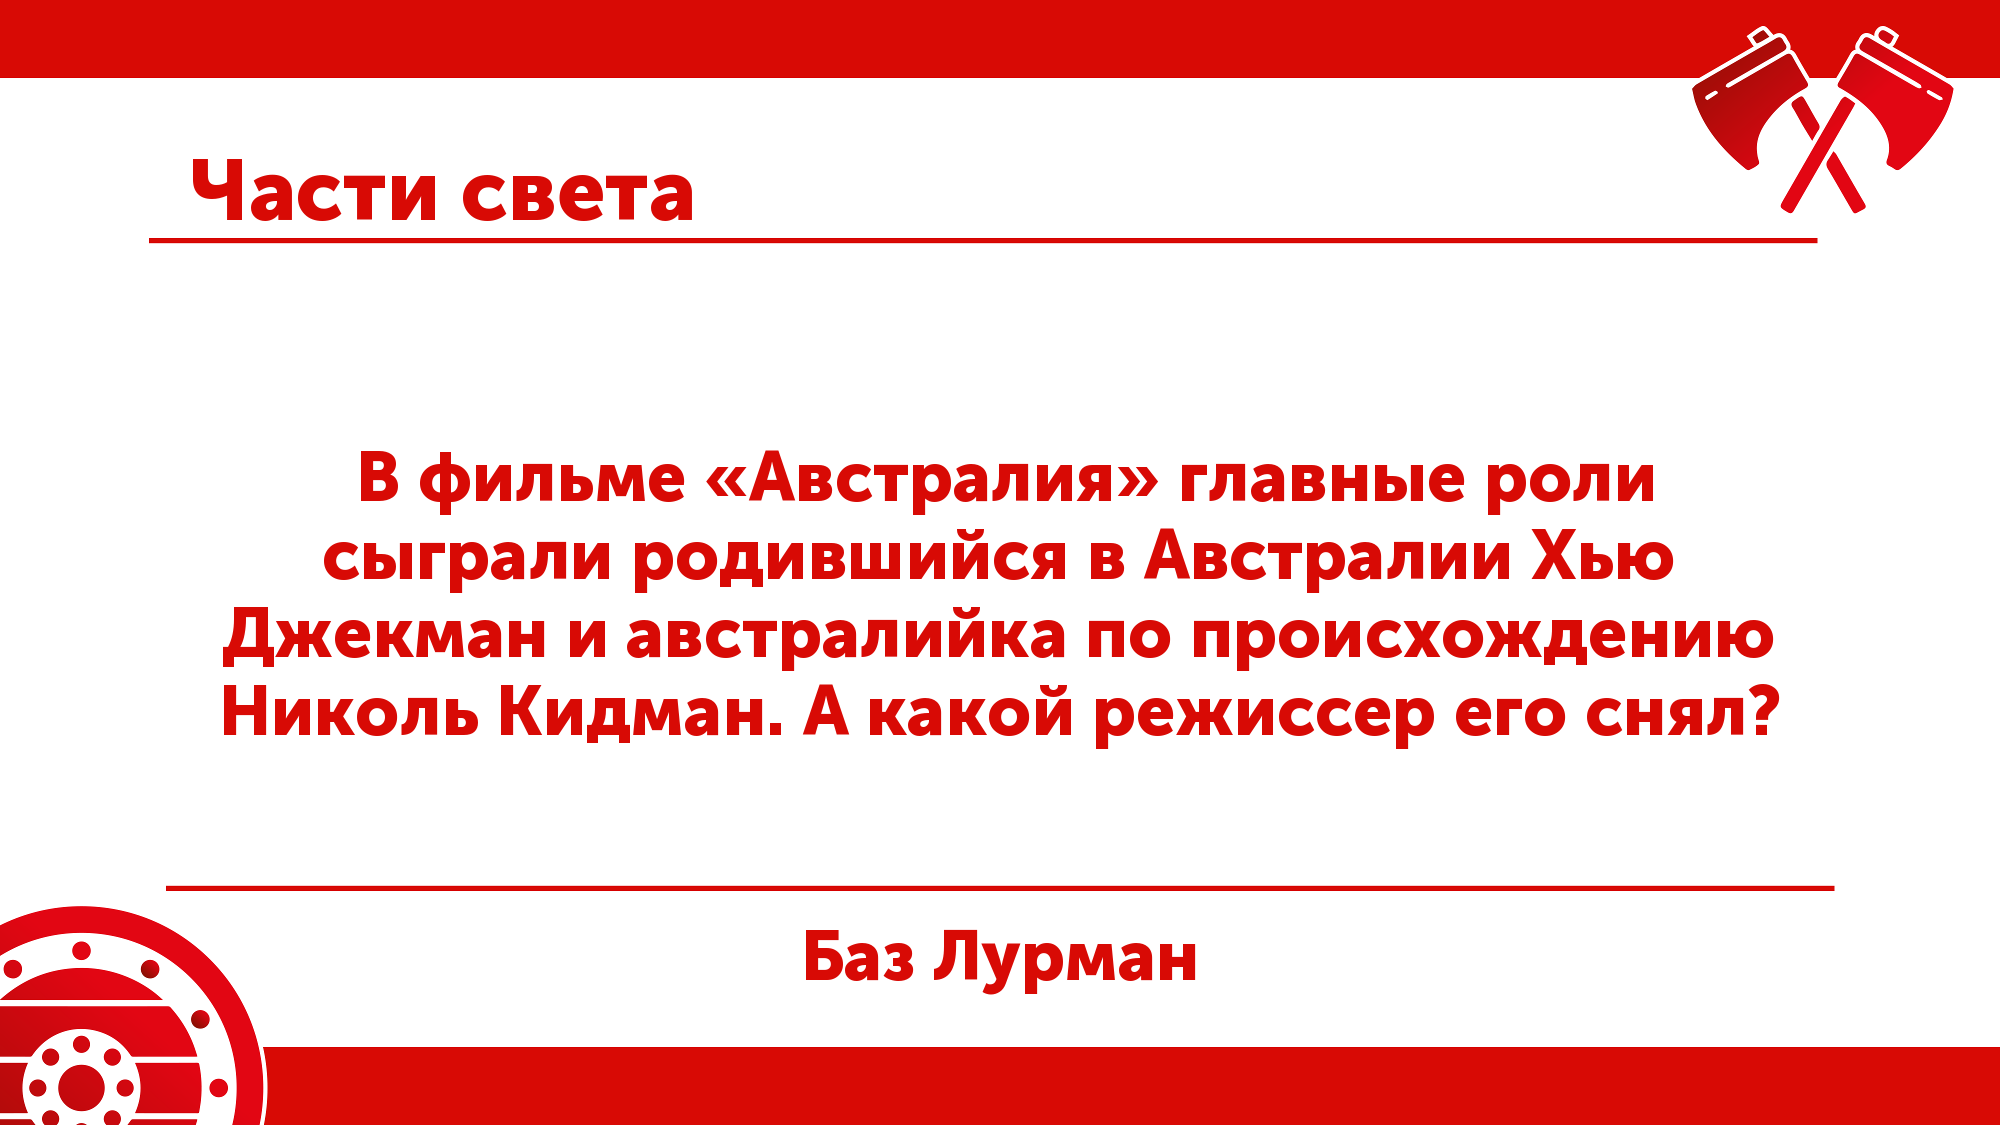 Части света
В фильме «Австралия» главные роли
сыграли родившийся в Австралии Хью
Джекман и австралийка по происхождению
Николь Кидман. А какой режиссер его снял?
Баз Лурман